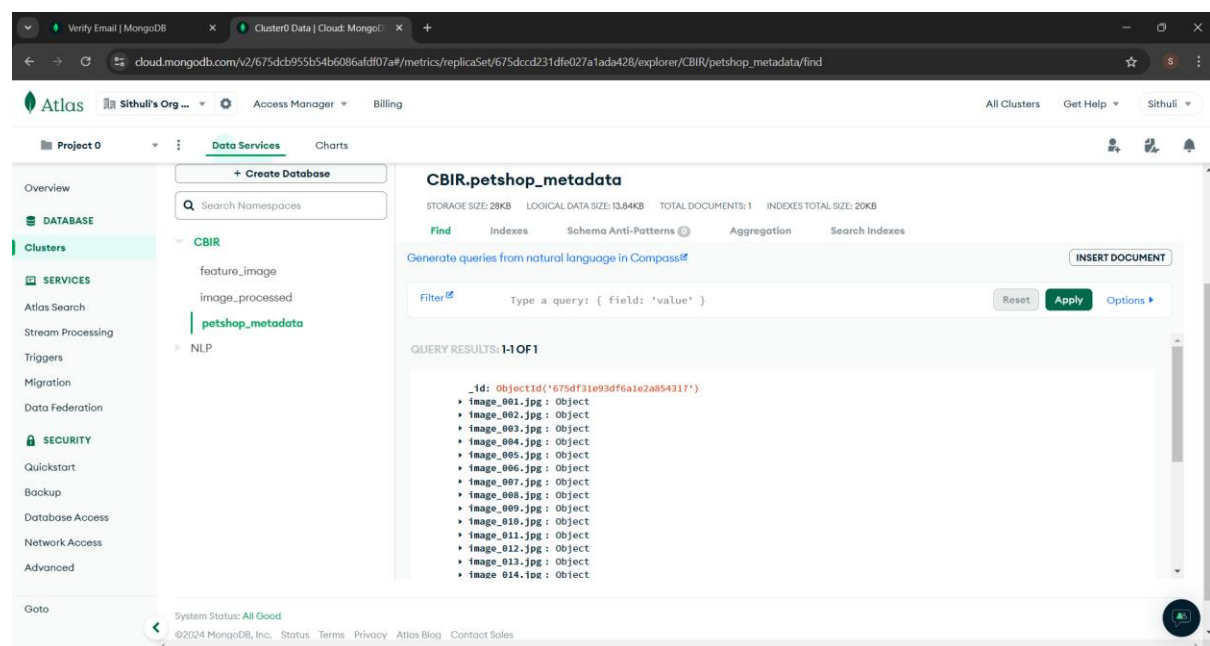 Verify Email | MongoDB
Cluster0 Data | Cloud: MongoD
cloud.mongodb.com/v2/675dcb955b54b6086afdf07a#/metrics/replicaSet/675dccd231dfe027a1ada428/explorer/CBIR/petshop_metadata/find
S
Atlas Sithuli's Org ... Access Manager Billing All Clusters Get Help Sithuli
Project 0 Data Services Charts
Overview
DATABASE
Clusters
SERVICES
Atlas Search
Stream Processing
Triggers
Migration
Data Federation
SECURITY
Quickstart
Backup
Database Access
Network Access
Advanced
Goto
+ Create Database
Search Namespaces
CBIR
feature_image
image_processed
petshop_metadata
NLP
CBIR.petshop_metadata
STORAGE SIZE: 28KB LOGICAL DATA SIZE: 13.84KB TOTAL DOCUMENTS: 1 INDEXES TOTAL SIZE: 20KB
Find Indexes Schema Anti-Patterns 0 Aggregation Search Indexes
Generate queries from natural language in Compass
INSERT DOCUMENT
Filter Type a query: { field: 'value' } Reset Apply Options
QUERY RESULTS: 1-1 OF 1
_id: ObjectId('675df31e93df6a1e2a854317')
image_001.jpg: Object
image_002.jpg: Object
image_003.jpg: Object
image_004.jpg: Object
image_005.jpg: Object
image_006.jpg: Object
image_007.jpg: Object
image_008.jpg: Object
image_009.jpg: Object
image_010.jpg: Object
image_011.jpg: Object
image_012.jpg: Object
image_013.jpg: Object
image_014.jpg: Object
System Status: All Good
©2024 MongoDB, Inc. Status Terms Privacy Atlas Blog Contact Sales